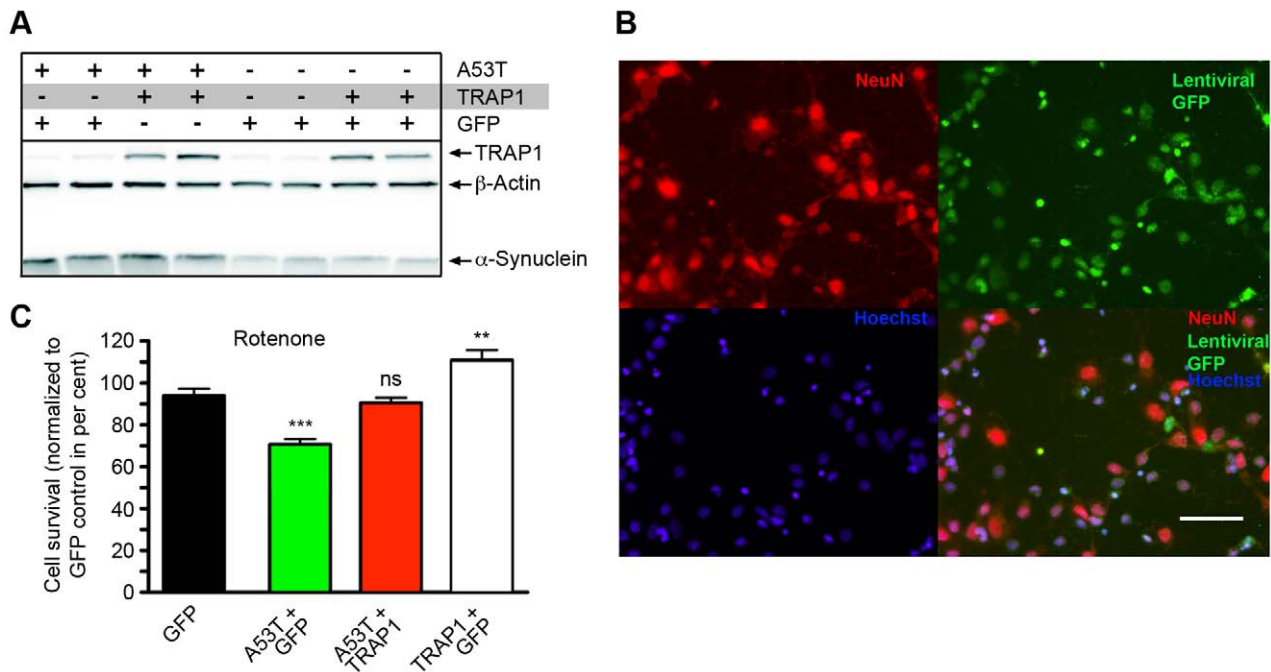 A
+ + + + - - - - A53T
- - + + - - + + TRAP1
+ + - - + + + + GFP
TRAP1
β-Actin
α-Synuclein
B
NeuN
Lentiviral
GFP
Hoechst
NeuN
Lentiviral
GFP
Hoechst
C
Rotenone
Cell survival (normalized to
GFP control in per cent)
120
100
80
60
40
20
0
***
ns
**
GFP
A53T +
GFP
A53T +
TRAP1
TRAP1 +
GFP